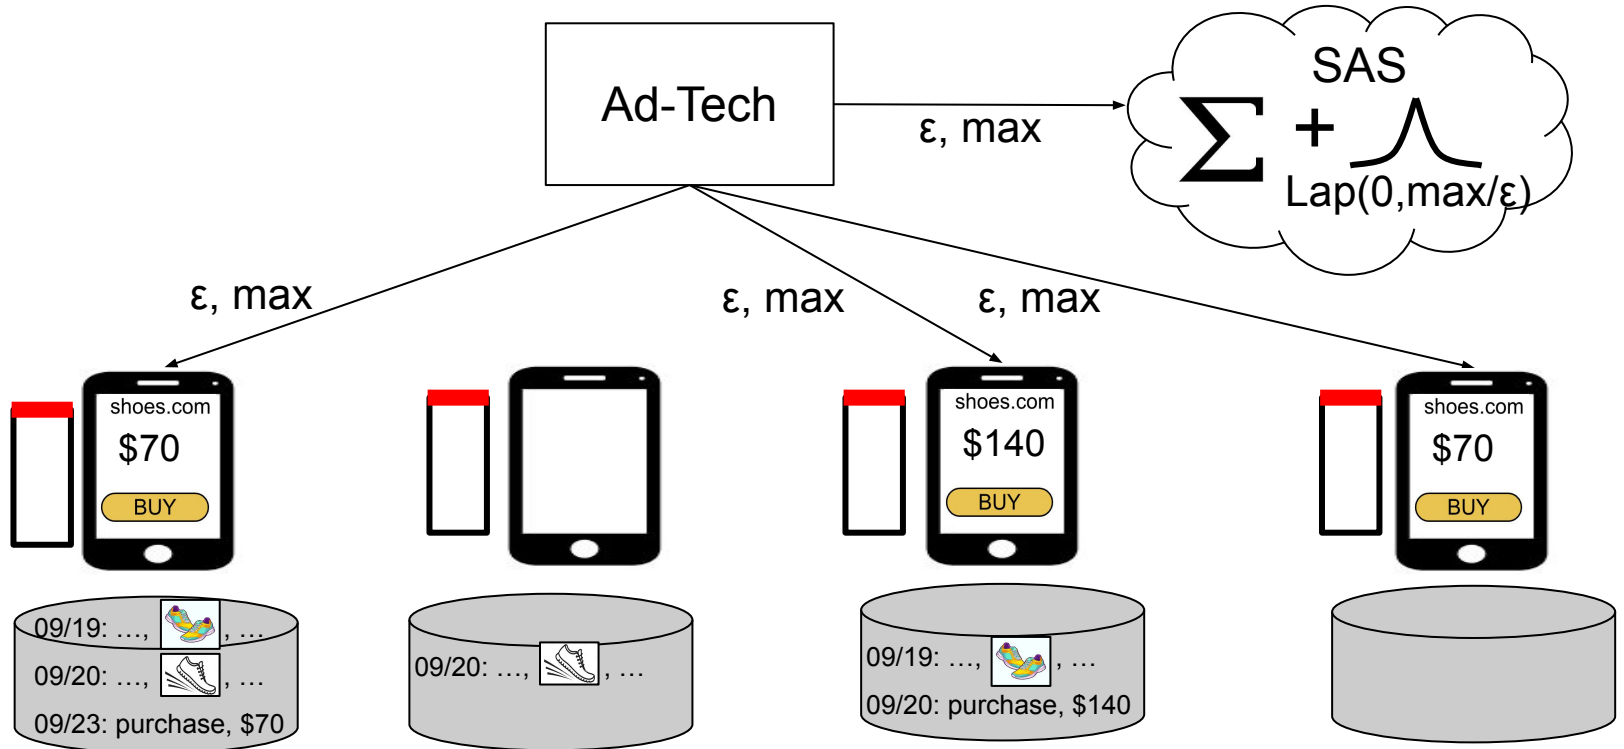 Ad-Tech
ε, max
SAS
Σ +
Lap(0,max/ε)
ε, max
ε, max
ε, max
shoes.com
$70
BUY
shoes.com
$140
BUY
shoes.com
$70
BUY
09/19: …, , …
09/20: …, , …
09/23: purchase, $70
09/20: …, , …
09/19: …, , …
09/20: purchase, $140